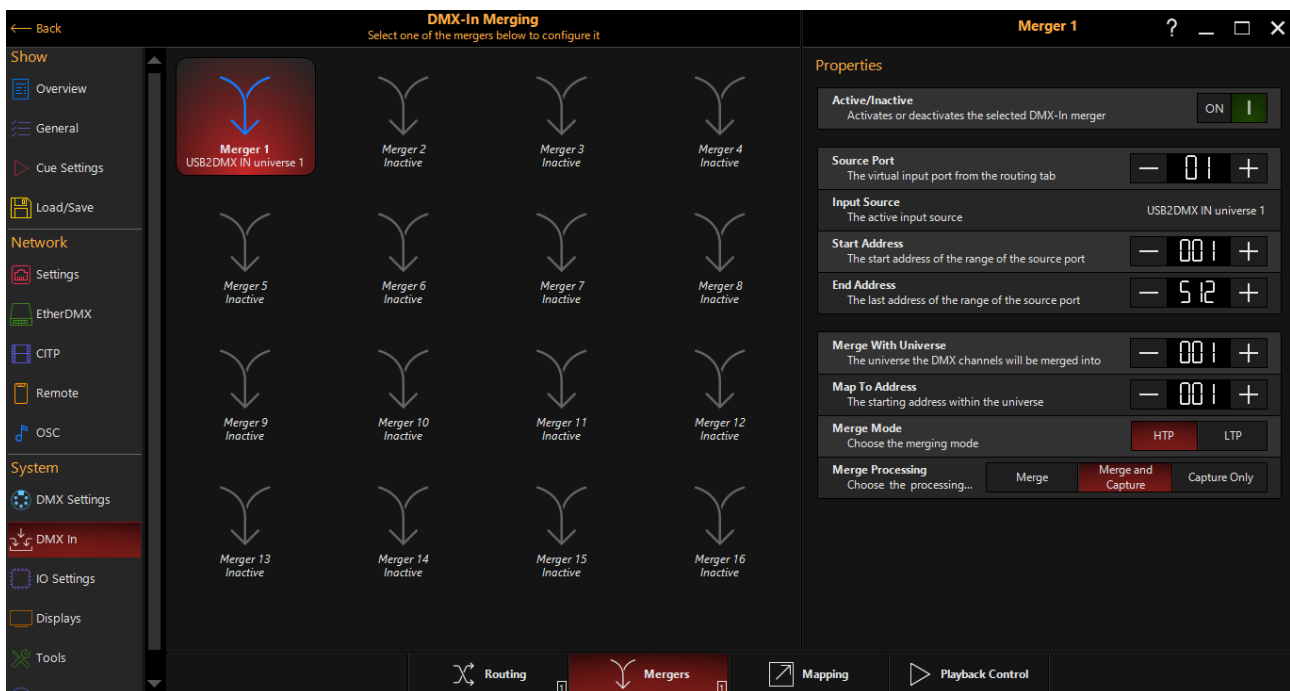 ← Back
DMX-In Merging
Select one of the mergers below to configure it
Merger 1
?
Show
Overview
General
Cue Settings
Load/Save
Network
Settings
EtherDMX
CITP
Remote
OSC
System
DMX Settings
DMX In
IO Settings
Displays
Tools
Merger 1
USB2DMX IN universe 1
Merger 2
Inactive
Merger 3
Inactive
Merger 4
Inactive
Merger 5
Inactive
Merger 6
Inactive
Merger 7
Inactive
Merger 8
Inactive
Merger 9
Inactive
Merger 10
Inactive
Merger 11
Inactive
Merger 12
Inactive
Merger 13
Inactive
Merger 14
Inactive
Merger 15
Inactive
Merger 16
Inactive
Properties
Active/Inactive
Activates or deactivates the selected DMX-In merger
ON
Source Port
The virtual input port from the routing tab
— 01 +
Input Source
The active input source
USB2DMX IN universe 1
Start Address
The start address of the range of the source port
— 001 +
End Address
The last address of the range of the source port
— 512 +
Merge With Universe
The universe the DMX channels will be merged into
— 001 +
Map To Address
The starting address within the universe
— 001 +
Merge Mode
Choose the merging mode
HTP LTP
Merge Processing
Choose the processing...
Merge
Merge and
Capture
Capture Only
Routing 1
Mergers 1
Mapping
Playback Control